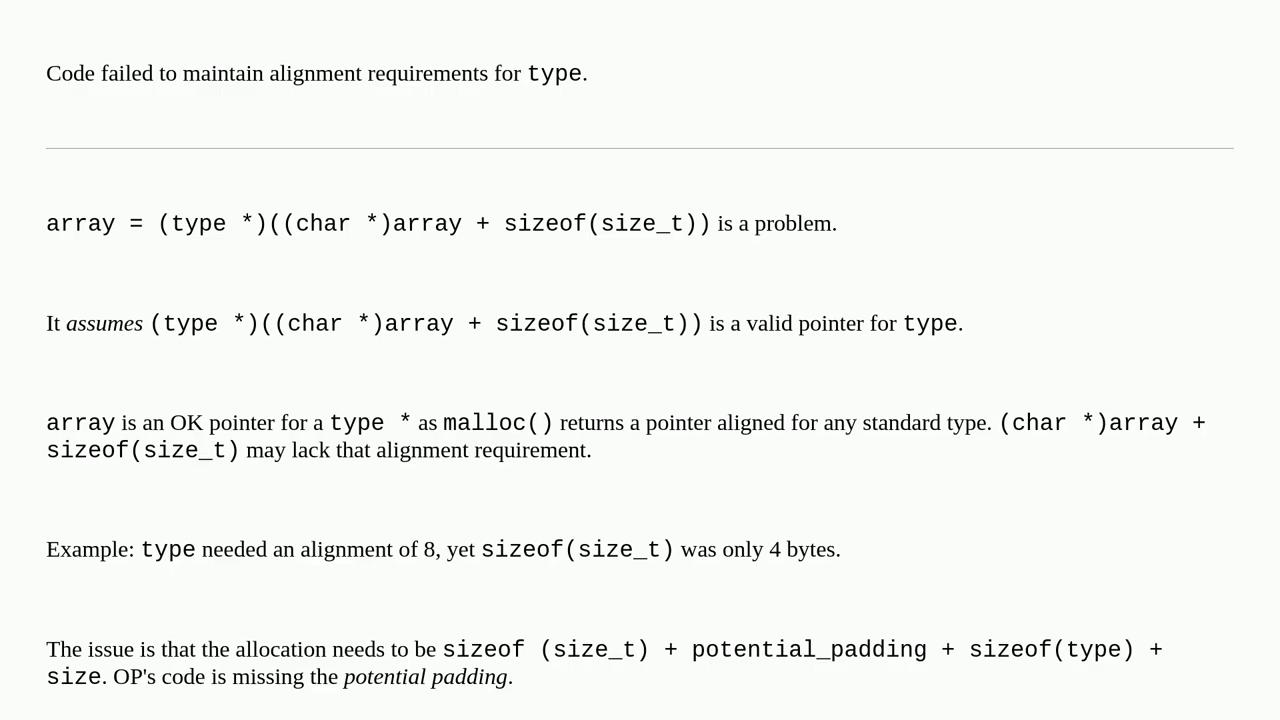 Code failed to maintain alignment requirements for type.
array = (type *)((char *)array + sizeof(size_t)) is a problem.
It assumes (type *)((char *)array + sizeof(size_t)) is a valid pointer for type.
array is an OK pointer for a type * as malloc() returns a pointer aligned for any standard type. (char *)array +
sizeof(size_t) may lack that alignment requirement.
Example: type needed an alignment of 8, yet sizeof(size_t) was only 4 bytes.
The issue is that the allocation needs to be sizeof (size_t) + potential_padding + sizeof(type) +
size. OP's code is missing the potential padding.